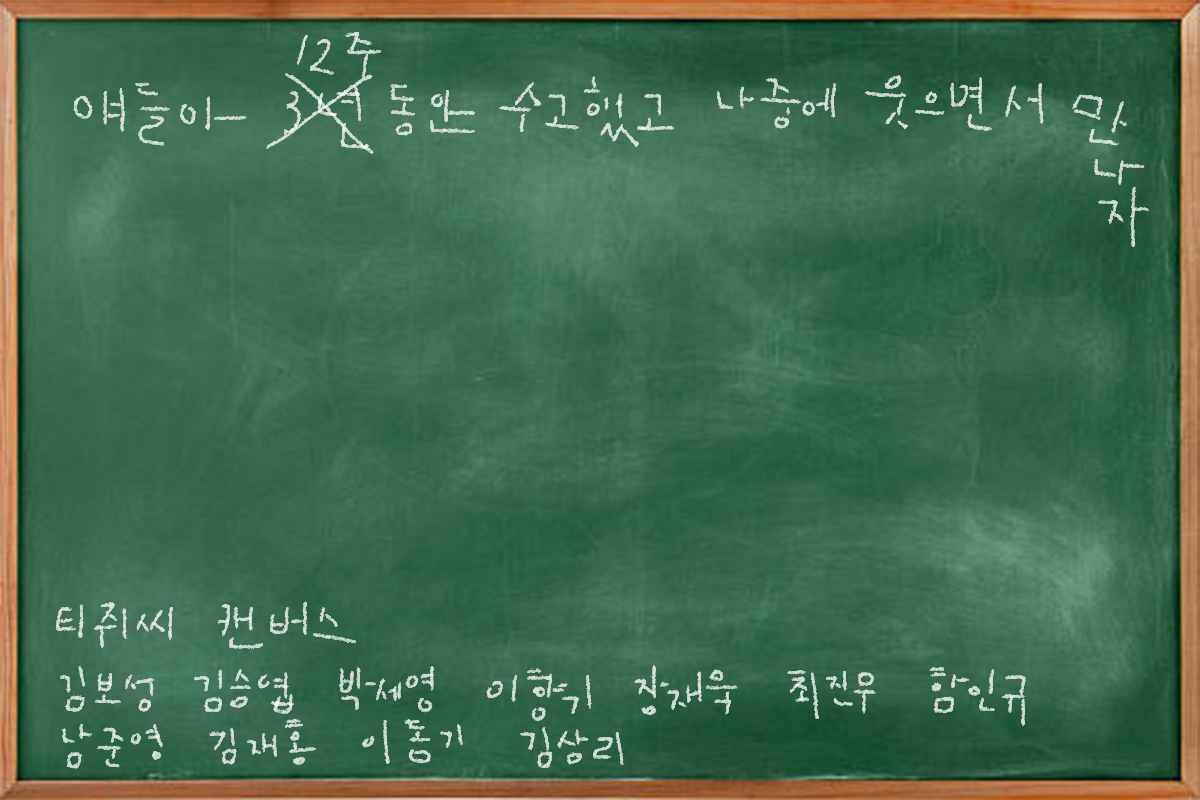 얘들아 12주 동안 수고했고 나중에 웃으면서 만나자
티쥐씨 캔버스
김보성 김승엽 박세영 이형기 장재욱 최진우 함인규
남준영 김재홍 이동기 김상리